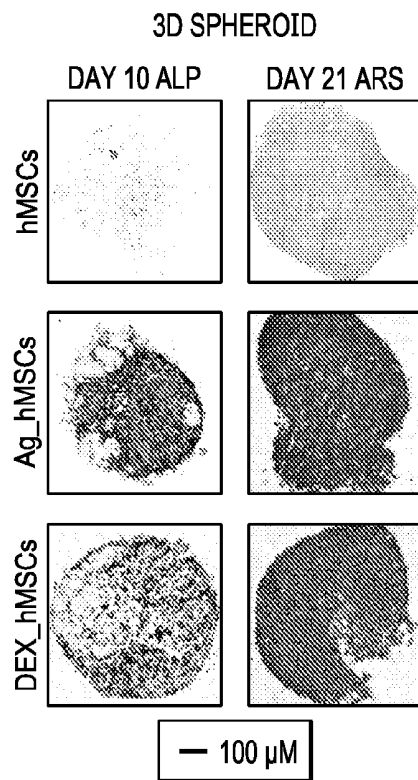 3D SPHEROID
DAY 10 ALP DAY 21 ARS
hMSCs
Ag_hMSCs
DEX_hMSCs
100 µM